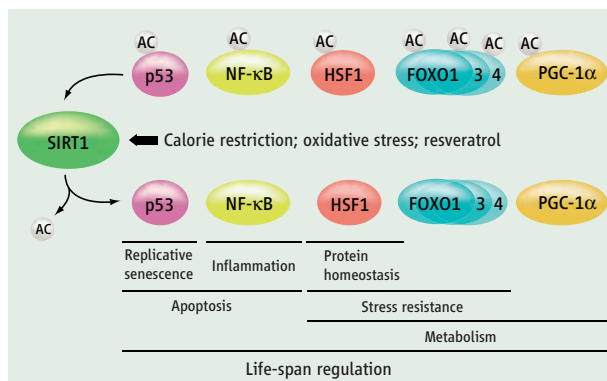 AC AC AC AC AC AC AC
p53 NF-κB HSF1 FOXO1 3 4 PGC-1α
SIRT1 Calorie restriction; oxidative stress; resveratrol
p53 NF-κB HSF1 FOXO1 3 4 PGC-1α
AC
Replicative
senescence
Inflammation
Protein
homeostasis
Apoptosis
Stress resistance
Metabolism
Life-span regulation